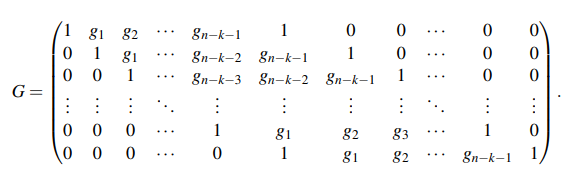 G = ( 1 g₁ g₂ ⋯ gₙ₋ₖ₋₁ 1 0 0 ⋯ 0 0
0 1 g₁ ⋯ gₙ₋ₖ₋₂ gₙ₋ₖ₋₁ 1 0 ⋯ 0 0
0 0 1 ⋯ gₙ₋ₖ₋₃ gₙ₋ₖ₋₂ gₙ₋ₖ₋₁ 1 ⋯ 0 0
⋮ ⋮ ⋮ ⋱ ⋮ ⋮ ⋮ ⋮ ⋱ ⋮ ⋮
0 0 0 ⋯ 1 g₁ g₂ g₃ ⋯ 1 0
0 0 0 ⋯ 0 1 g₁ g₂ ⋯ gₙ₋ₖ₋₁ 1 ) .